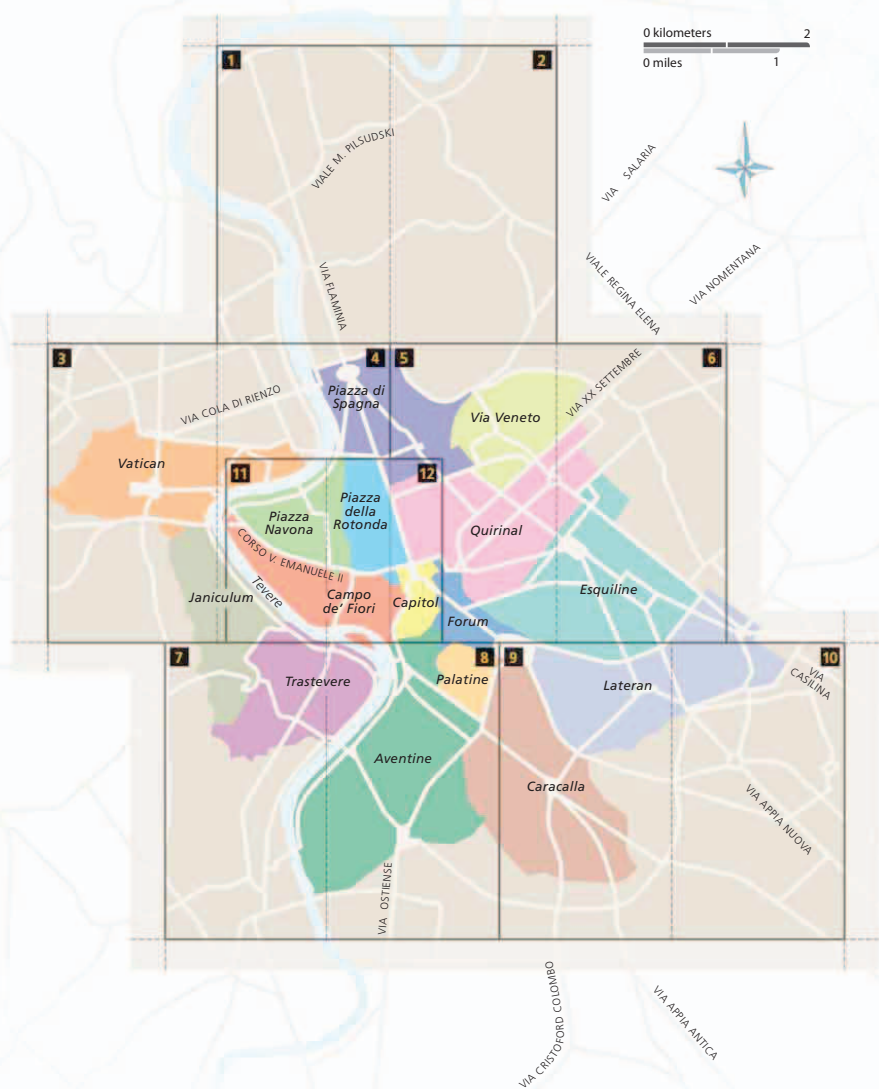 0 kilometers 2
0 miles 1
1
2
VIALE M. PILSUDSKI
VIA SALARIA
VIA FLAMINIA
VIALE REGINA ELENA
VIA NOMENTANA
3
4
5
6
VIA COLA DI RIENZO
Piazza di
Spagna
Via Veneto
VIA XX SETTEMBRE
Vatican
11
12
Piazza
Navona
Piazza
della
Rotonda
Quirinal
CORSO V. EMANUELE II
Tevere
Janiculum
Campo
de' Fiori
Capitol
Forum
Esquiline
7
8
9
10
Trastevere
Palatine
Lateran
VIA
CASILINA
Aventine
Caracalla
VIA APPIA NUOVA
VIA OSTIENSE
VIA CRISTOFORD COLOMBO
VIA APPIA ANTICA